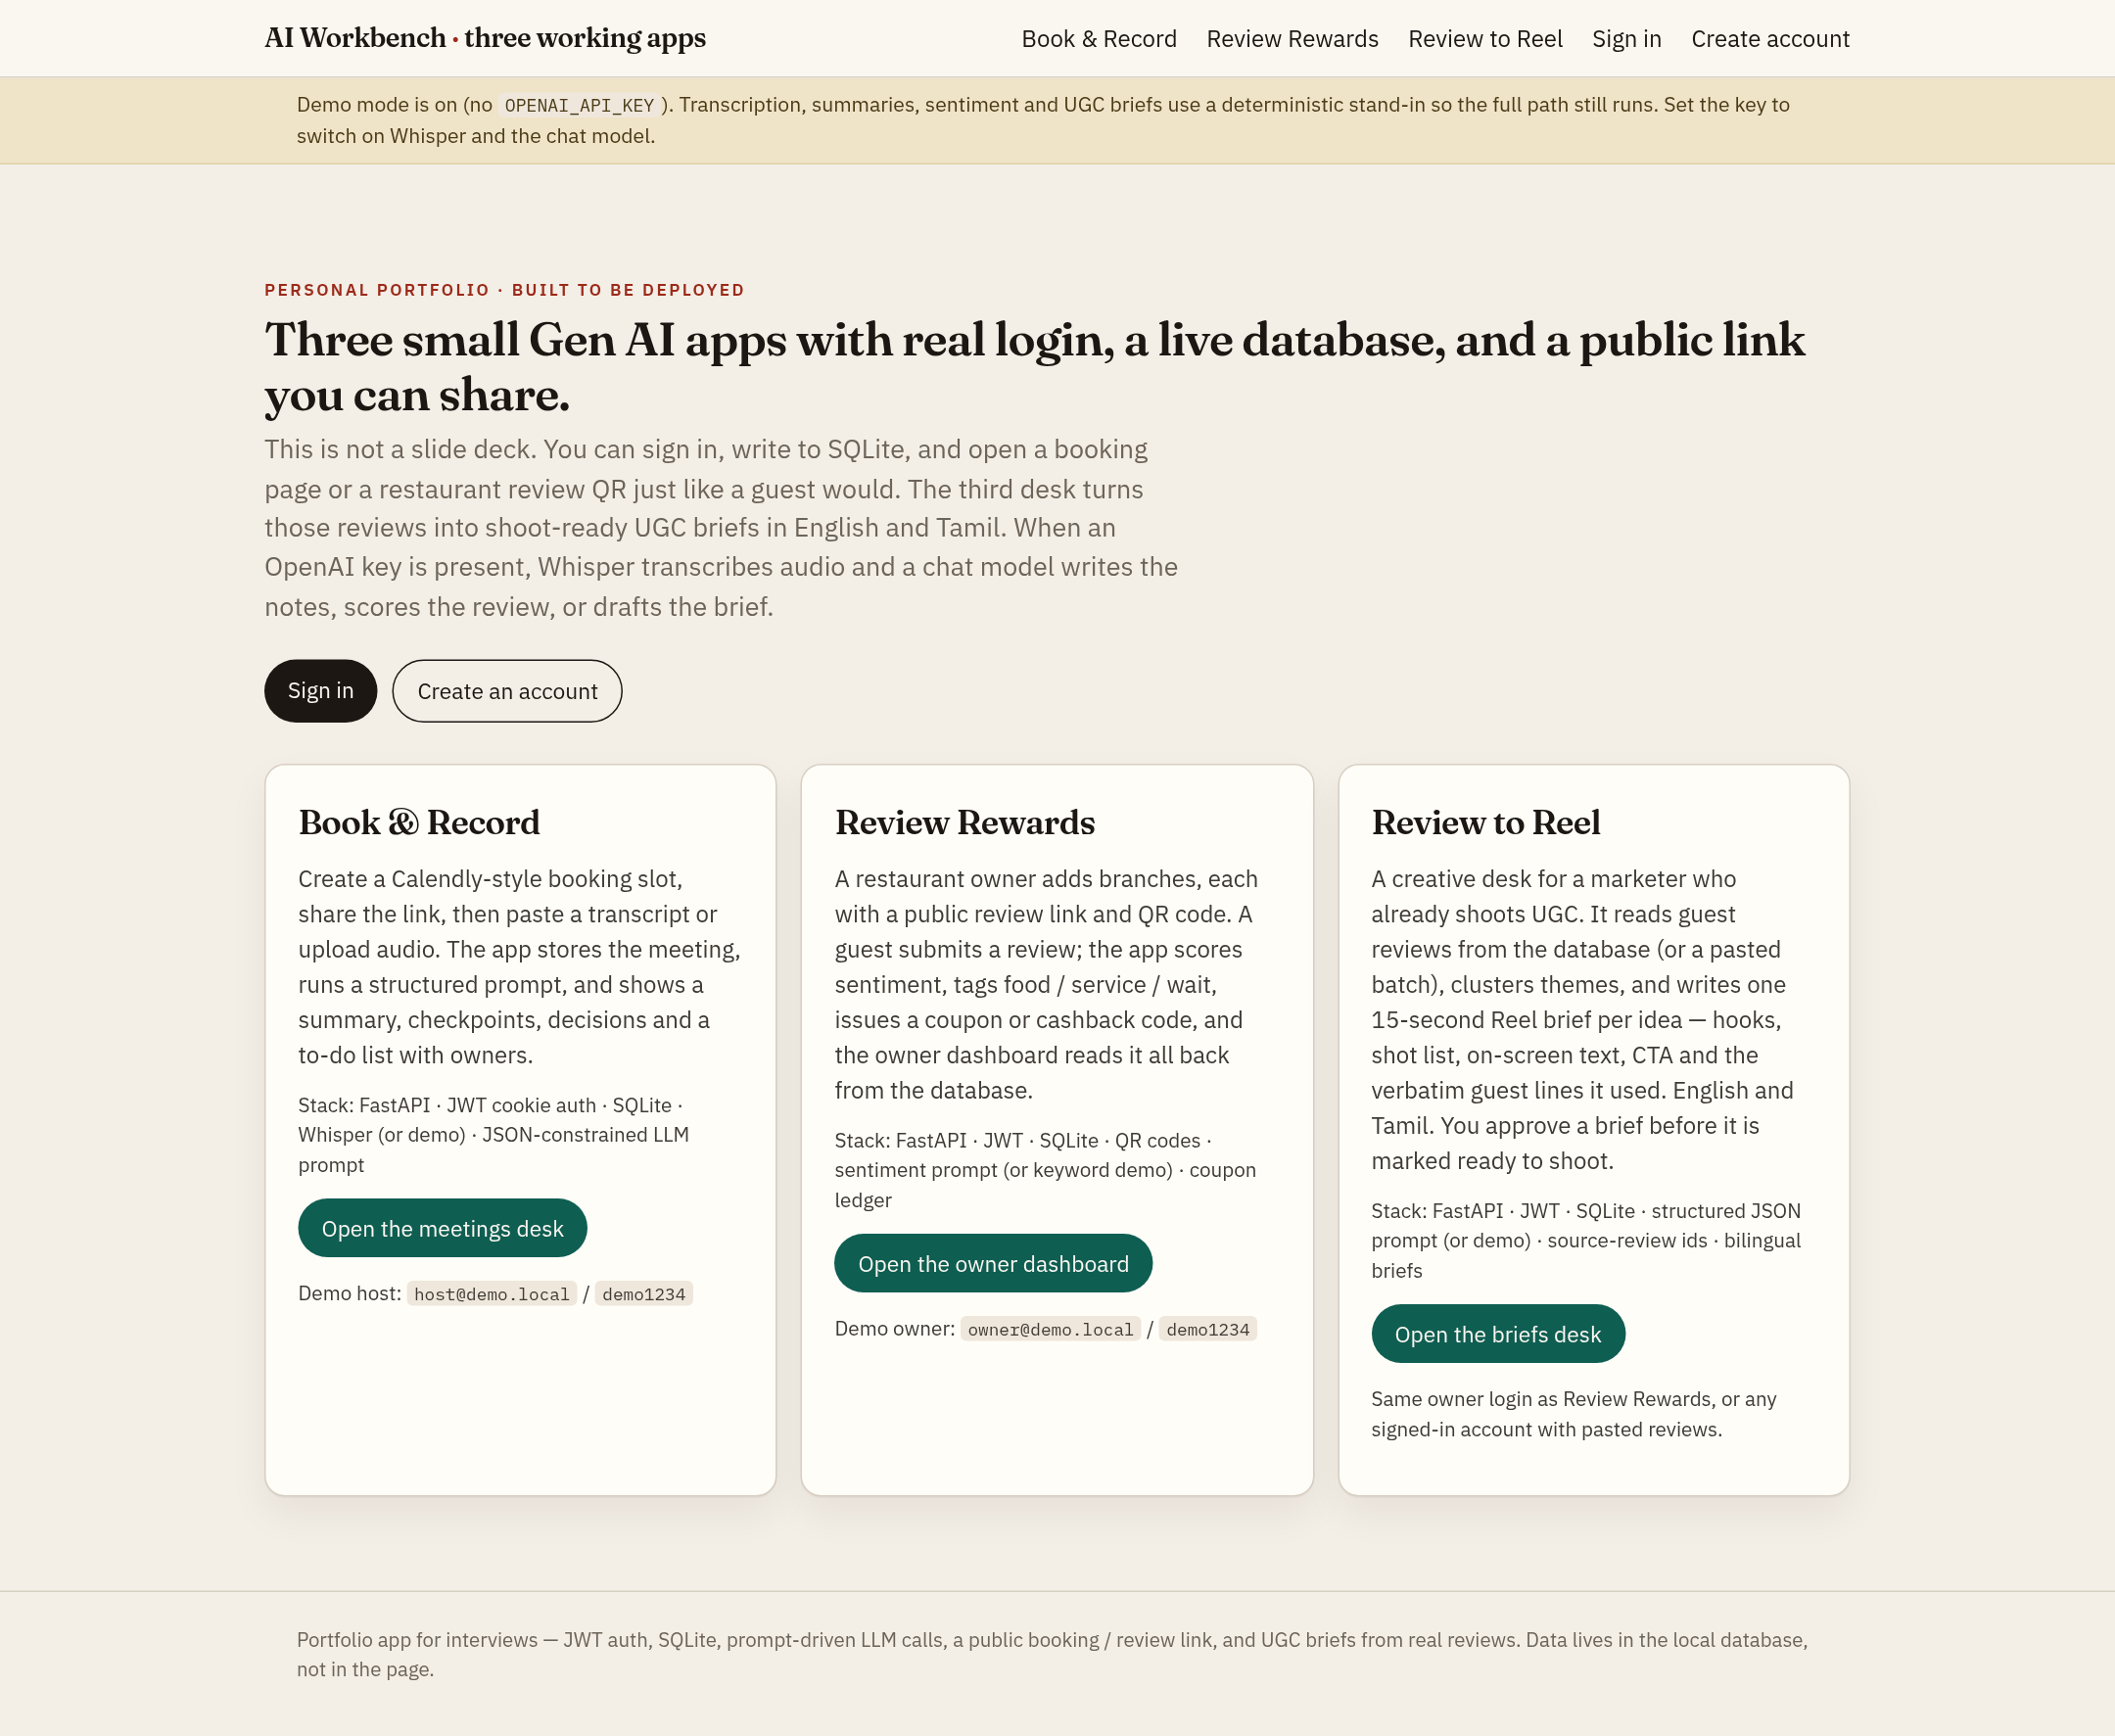 AI Workbench · three working apps
Book & Record Review Rewards Review to Reel Sign in Create account
Demo mode is on (no OPENAI_API_KEY). Transcription, summaries, sentiment and UGC briefs use a deterministic stand-in so the full path still runs. Set the key to
switch on Whisper and the chat model.
PERSONAL PORTFOLIO · BUILT TO BE DEPLOYED
Three small Gen AI apps with real login, a live database, and a public link
you can share.
This is not a slide deck. You can sign in, write to SQLite, and open a booking
page or a restaurant review QR just like a guest would. The third desk turns
those reviews into shoot-ready UGC briefs in English and Tamil. When an
OpenAI key is present, Whisper transcribes audio and a chat model writes the
notes, scores the review, or drafts the brief.
Sign in
Create an account
Book & Record
Create a Calendly-style booking slot,
share the link, then paste a transcript or
upload audio. The app stores the meeting,
runs a structured prompt, and shows a
summary, checkpoints, decisions and a
to-do list with owners.
Stack: FastAPI · JWT cookie auth · SQLite ·
Whisper (or demo) · JSON-constrained LLM
prompt
Open the meetings desk
Demo host: host@demo.local / demo1234
Review Rewards
A restaurant owner adds branches, each
with a public review link and QR code. A
guest submits a review; the app scores
sentiment, tags food / service / wait,
issues a coupon or cashback code, and
the owner dashboard reads it all back
from the database.
Stack: FastAPI · JWT · SQLite · QR codes ·
sentiment prompt (or keyword demo) · coupon
ledger
Open the owner dashboard
Demo owner: owner@demo.local / demo1234
Review to Reel
A creative desk for a marketer who
already shoots UGC. It reads guest
reviews from the database (or a pasted
batch), clusters themes, and writes one
15-second Reel brief per idea — hooks,
shot list, on-screen text, CTA and the
verbatim guest lines it used. English and
Tamil. You approve a brief before it is
marked ready to shoot.
Stack: FastAPI · JWT · SQLite · structured JSON
prompt (or demo) · source-review ids · bilingual
briefs
Open the briefs desk
Same owner login as Review Rewards, or any
signed-in account with pasted reviews.
Portfolio app for interviews — JWT auth, SQLite, prompt-driven LLM calls, a public booking / review link, and UGC briefs from real reviews. Data lives in the local database,
not in the page.